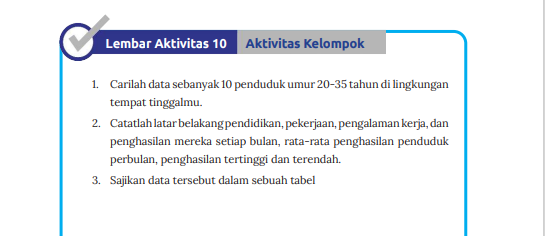 Lembar Aktivitas 10 Aktivitas Kelompok
1. Carilah data sebanyak 10 penduduk umur 20-35 tahun di lingkungan
tempat tinggalmu.
2. Catatlah latar belakang pendidikan, pekerjaan, pengalaman kerja, dan
penghasilan mereka setiap bulan, rata-rata penghasilan penduduk
perbulan, penghasilan tertinggi dan terendah.
3. Sajikan data tersebut dalam sebuah tabel